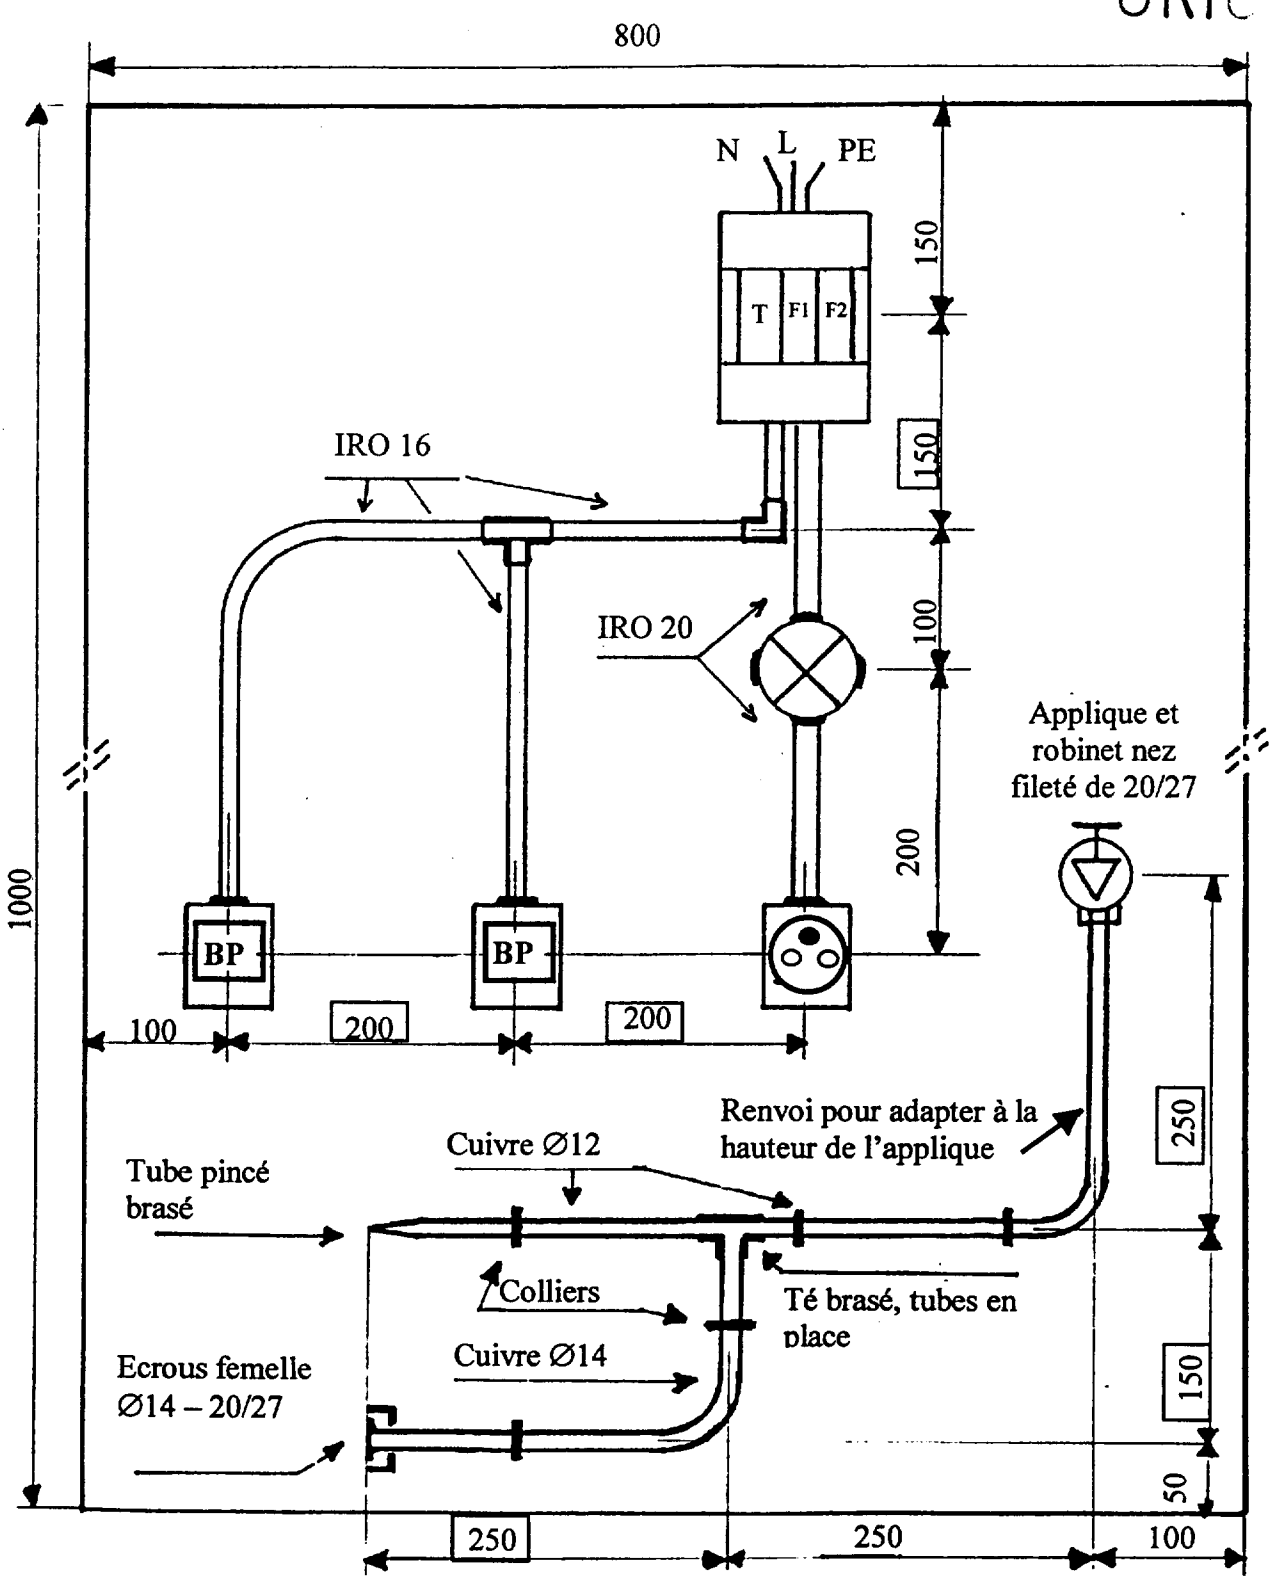 800
N L PE
150
T F1 F2
IRO 16
150
IRO 20
100
Applique et
robinet nez
fileté de 20/27
200
1000
BP BP
100 200 200
Renvoi pour adapter à la
hauteur de l'applique
250
Cuivre Ø12
Tube pincé
brasé
Colliers
Té brasé, tubes en
place
Cuivre Ø14
Ecrous femelle
Ø14 – 20/27
150
50
250 250 100